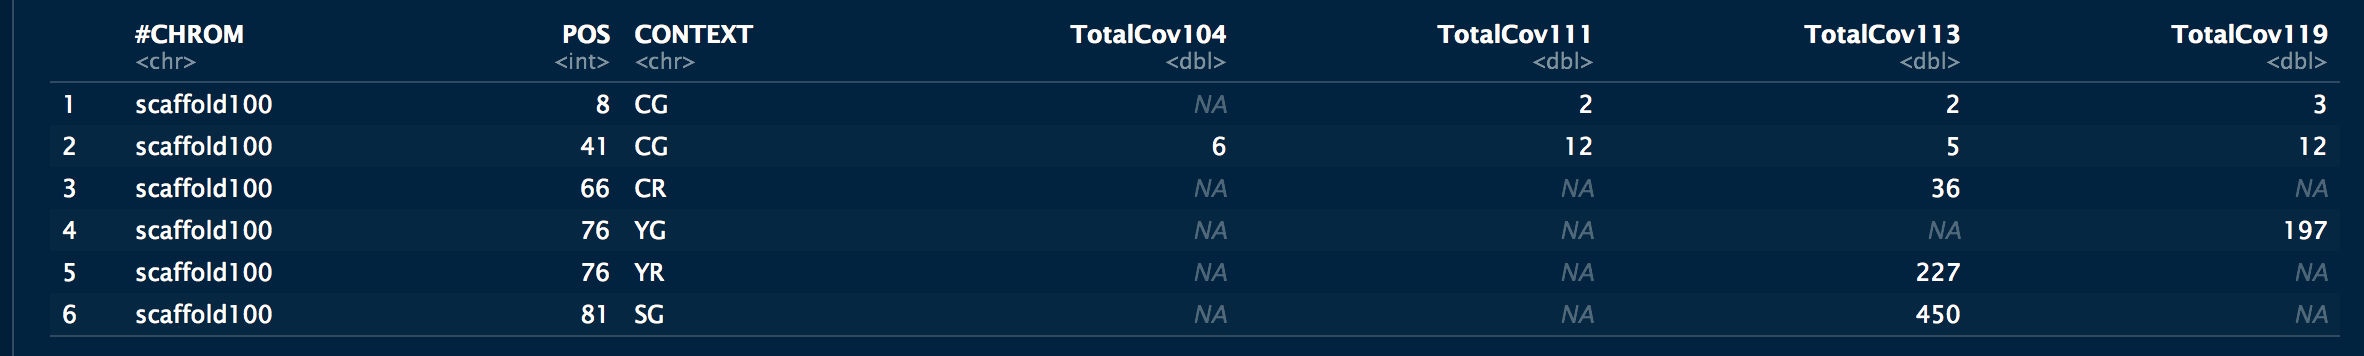 #CHROM POS CONTEXT TotalCov104 TotalCov111 TotalCov113 TotalCov119
<chr> <int> <chr> <dbl> <dbl> <dbl> <dbl>
1 scaffold100 8 CG NA 2 2 3
2 scaffold100 41 CG 6 12 5 12
3 scaffold100 66 CR NA NA 36 NA
4 scaffold100 76 YG NA NA NA 197
5 scaffold100 76 YR NA NA 227 NA
6 scaffold100 81 SG NA NA 450 NA